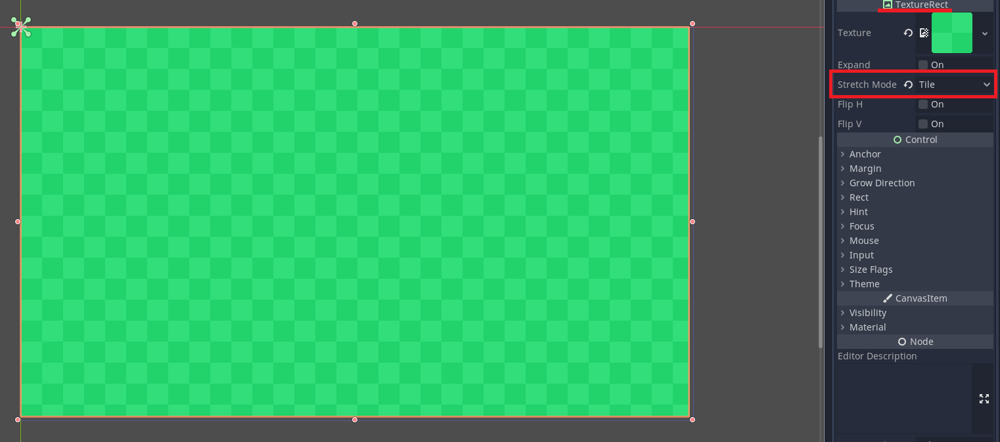 TextureRect
Texture
Expand On
Stretch Mode Tile
Flip H On
Flip V On
Control
Anchor
Margin
Grow Direction
Rect
Hint
Focus
Mouse
Input
Size Flags
Theme
CanvasItem
Visibility
Material
Node
Editor Description